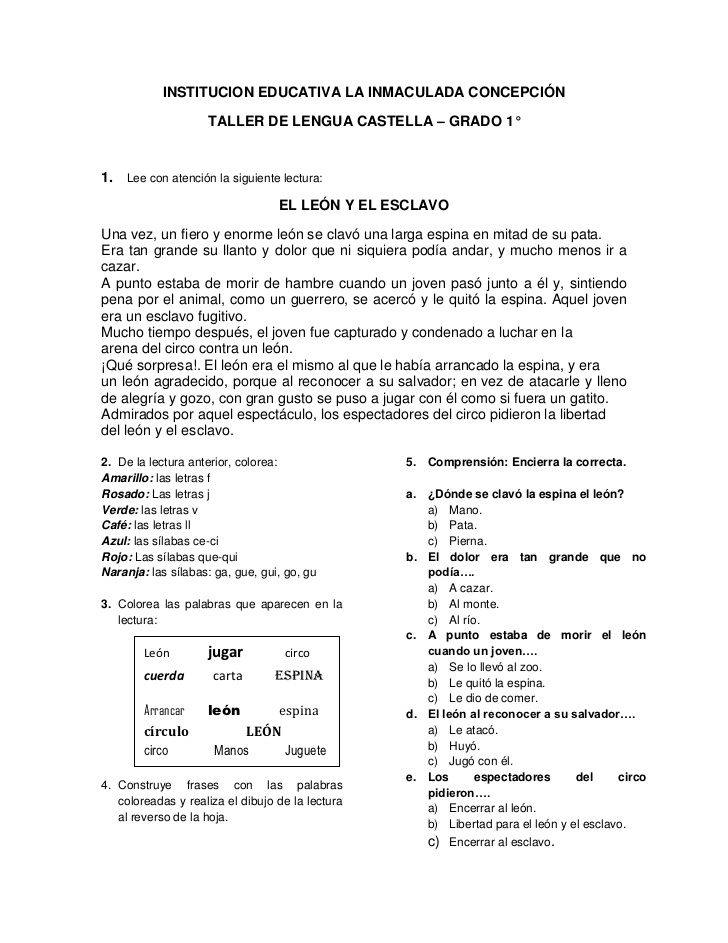 INSTITUCION EDUCATIVA LA INMACULADA CONCEPCIÓN
TALLER DE LENGUA CASTELLA – GRADO 1°
1. Lee con atención la siguiente lectura:
EL LEÓN Y EL ESCLAVO
Una vez, un fiero y enorme león se clavó una larga espina en mitad de su pata.
Era tan grande su llanto y dolor que ni siquiera podía andar, y mucho menos ir a
cazar.
A punto estaba de morir de hambre cuando un joven pasó junto a él y, sintiendo
pena por el animal, como un guerrero, se acercó y le quitó la espina. Aquel joven
era un esclavo fugitivo.
Mucho tiempo después, el joven fue capturado y condenado a luchar en la
arena del circo contra un león.
¡Qué sorpresa!. El león era el mismo al que le había arrancado la espina, y era
un león agradecido, porque al reconocer a su salvador; en vez de atacarle y lleno
de alegría y gozo, con gran gusto se puso a jugar con él como si fuera un gatito.
Admirados por aquel espectáculo, los espectadores del circo pidieron la libertad
del león y el esclavo.
2. De la lectura anterior, colorea:
Amarillo: las letras f
Rosado: Las letras j
Verde: las letras v
Café: las letras ll
Azul: las sílabas ce-ci
Rojo: Las sílabas que-qui
Naranja: las sílabas: ga, gue, gui, go, gu
3. Colorea las palabras que aparecen en la
lectura:
León jugar circo
cuerda carta ESPINA
Arrancar león espina
círculo LEÓN
circo Manos Juguete
4. Construye frases con las palabras
coloreadas y realiza el dibujo de la lectura
al reverso de la hoja.
5. Comprensión: Encierra la correcta.
a. ¿Dónde se clavó la espina el león?
a) Mano.
b) Pata.
c) Pierna.
b. El dolor era tan grande que no
podía….
a) A cazar.
b) Al monte.
c) Al río.
c. A punto estaba de morir el león
cuando un joven….
a) Se lo llevó al zoo.
b) Le quitó la espina.
c) Le dio de comer.
d. El león al reconocer a su salvador….
a) Le atacó.
b) Huyó.
c) Jugó con él.
e. Los espectadores del circo
pidieron….
a) Encerrar al león.
b) Libertad para el león y el esclavo.
c) Encerrar al esclavo.